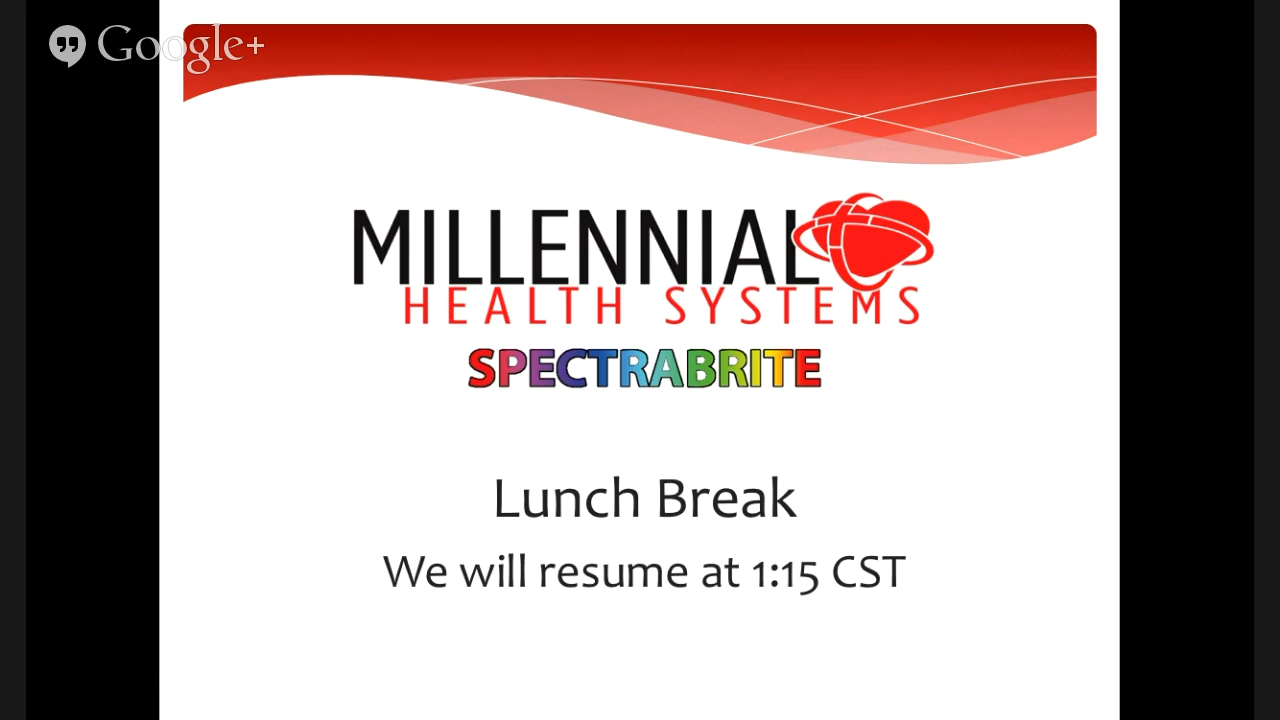 Google+
MILLENNIAL
HEALTH SYSTEMS
SPECTRABRITE
Lunch Break
We will resume at 1:15 CST